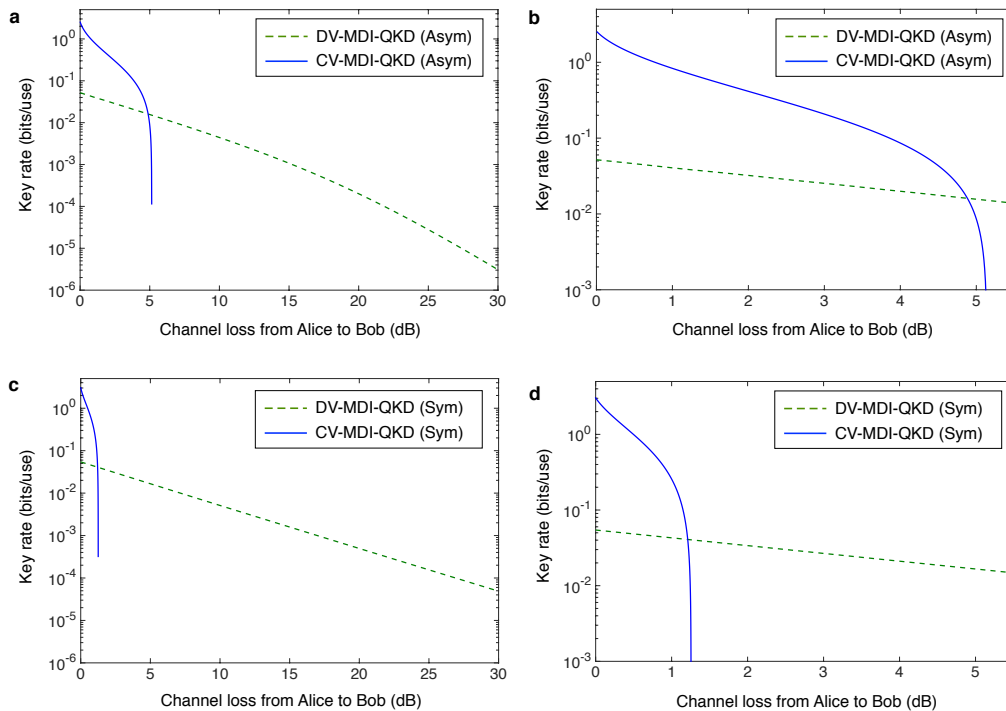 a
DV-MDI-QKD (Asym)
CV-MDI-QKD (Asym)
Key rate (bits/use)
10^0
10^-1
10^-2
10^-3
10^-4
10^-5
10^-6
0 5 10 15 20 25 30
Channel loss from Alice to Bob (dB)
b
DV-MDI-QKD (Asym)
CV-MDI-QKD (Asym)
Key rate (bits/use)
10^0
10^-1
10^-2
10^-3
0 1 2 3 4 5
Channel loss from Alice to Bob (dB)
c
DV-MDI-QKD (Sym)
CV-MDI-QKD (Sym)
Key rate (bits/use)
10^0
10^-1
10^-2
10^-3
10^-4
10^-5
10^-6
0 5 10 15 20 25 30
Channel loss from Alice to Bob (dB)
d
DV-MDI-QKD (Sym)
CV-MDI-QKD (Sym)
Key rate (bits/use)
10^0
10^-1
10^-2
10^-3
0 1 2 3 4 5
Channel loss from Alice to Bob (dB)